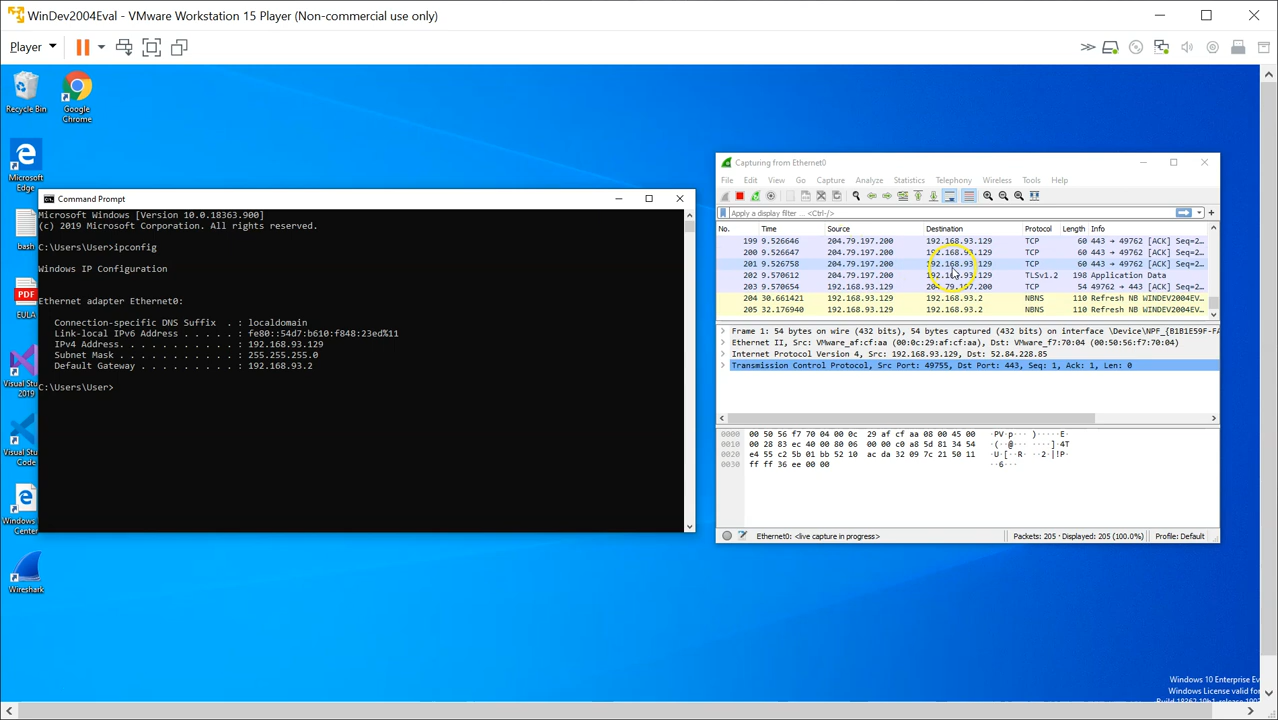 WinDev2004Eval - VMware Workstation 15 Player (Non-commercial use only)
Player
Recycle Bin
Google
Chrome
Microsoft
Edge
bash
EULA
Visual Stu
2019
Visual Stu
Code
Windows
Center
Wireshark
Command Prompt
Microsoft Windows [Version 10.0.18363.900]
(c) 2019 Microsoft Corporation. All rights reserved.
C:\Users\User>ipconfig
Windows IP Configuration
Ethernet adapter Ethernet0:
Connection-specific DNS Suffix . : localdomain
Link-local IPv6 Address . . . . . : fe80::54d7:b610:f848:23ed%11
IPv4 Address. . . . . . . . . . . : 192.168.93.129
Subnet Mask . . . . . . . . . . . : 255.255.255.0
Default Gateway . . . . . . . . . : 192.168.93.2
C:\Users\User>
Capturing from Ethernet0
File Edit View Go Capture Analyze Statistics Telephony Wireless Tools Help
Apply a display filter ... <Ctrl-/>
No. Time Source Destination Protocol Length Info
199 9.526646 204.79.197.200 192.168.93.129 TCP 60 443 → 49762 [ACK] Seq=2…
200 9.526647 204.79.197.200 192.168.93.129 TCP 60 443 → 49762 [ACK] Seq=2…
201 9.526758 204.79.197.200 192.168.93.129 TCP 60 443 → 49762 [ACK] Seq=2…
202 9.570612 204.79.197.200 192.168.93.129 TLSv1.2 198 Application Data
203 9.570654 192.168.93.129 204.79.197.200 TCP 54 49762 → 443 [ACK] Seq=2…
204 30.661421 192.168.93.129 192.168.93.2 NBNS 110 Refresh NB WINDEV2004EV…
205 32.176940 192.168.93.129 192.168.93.2 NBNS 110 Refresh NB WINDEV2004EV…
Frame 1: 54 bytes on wire (432 bits), 54 bytes captured (432 bits) on interface \Device\NPF_{B1B1E59F-FA
Ethernet II, Src: VMware_af:cf:aa (00:0c:29:af:cf:aa), Dst: VMware_f7:70:04 (00:50:56:f7:70:04)
Internet Protocol Version 4, Src: 192.168.93.129, Dst: 52.84.228.85
Transmission Control Protocol, Src Port: 49755, Dst Port: 443, Seq: 1, Ack: 1, Len: 0
0000 00 50 56 f7 70 04 00 0c 29 af cf aa 08 00 45 00 ·PV·p··· )·····E·
0010 00 28 83 ec 40 00 80 06 00 00 c0 a8 5d 81 34 54 ·(··@··· ····]·4T
0020 e4 55 c2 5b 01 bb 52 10 ac da 32 09 7c 21 50 11 ·U·[··R· ··2·|!P·
0030 ff ff 36 ee 00 00 ··6···
Ethernet0: <live capture in progress>
Packets: 205 · Displayed: 205 (100.0%)
Profile: Default
Windows 10 Enterprise Ev
Windows License valid for